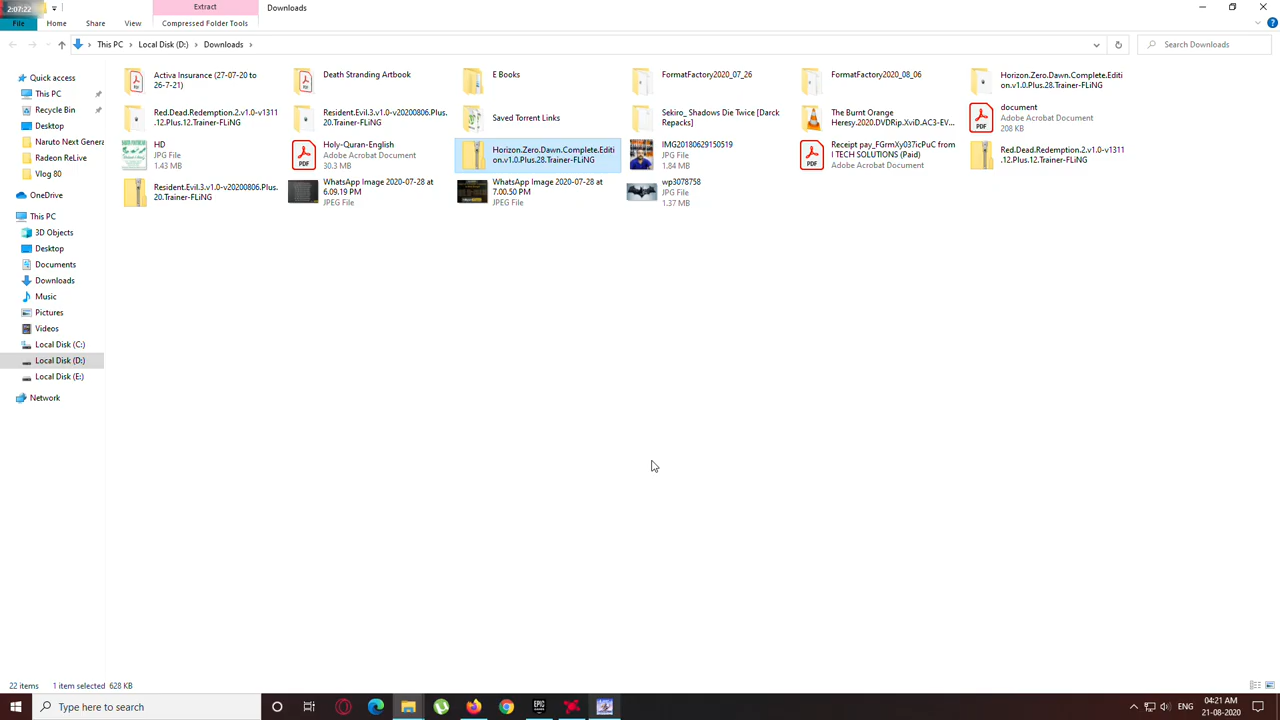 2:07:22
Extract
Downloads
File
Home
Share
View
Compressed Folder Tools
This PC
Local Disk (D:)
Downloads
Search Downloads
Quick access
This PC
Recycle Bin
Desktop
Naruto Next Genera
Radeon ReLive
Vlog 80
OneDrive
This PC
3D Objects
Desktop
Documents
Downloads
Music
Pictures
Videos
Local Disk (C:)
Local Disk (D:)
Local Disk (E:)
Network
Activa Insurance (27-07-20 to
26-7-21)
Death Stranding Artbook
E Books
FormatFactory2020_07_26
FormatFactory2020_08_06
Horizon.Zero.Dawn.Complete.Editi
on.v1.0.Plus.28.Trainer-FLiNG
Red.Dead.Redemption.2.v1.0-v1311
.12.Plus.12.Trainer-FLiNG
Resident.Evil.3.v1.0-v20200806.Plus.
20.Trainer-FLiNG
Saved Torrent Links
Sekiro_ Shadows Die Twice [Darck
Repacks]
The Burnt Orange
Heresy.2020.DVDRip.XviD.AC3-EV...
document
Adobe Acrobat Document
208 KB
HD
JPG File
1.43 MB
Holy-Quran-English
Adobe Acrobat Document
30.3 MB
Horizon.Zero.Dawn.Complete.Editi
on.v1.0.Plus.28.Trainer-FLiNG
IMG20180629150519
JPG File
1.84 MB
Receipt pay_FGrmXy037icPuC from
I TECH SOLUTIONS (Paid)
Adobe Acrobat Document
Red.Dead.Redemption.2.v1.0-v1311
.12.Plus.12.Trainer-FLiNG
Resident.Evil.3.v1.0-v20200806.Plus.
20.Trainer-FLiNG
WhatsApp Image 2020-07-28 at
6.09.19 PM
JPEG File
WhatsApp Image 2020-07-28 at
7.00.50 PM
JPEG File
wp3078758
JPG File
1.37 MB
22 items
1 item selected 628 KB
Type here to search
EPIC
ENG
04:21 AM
21-08-2020